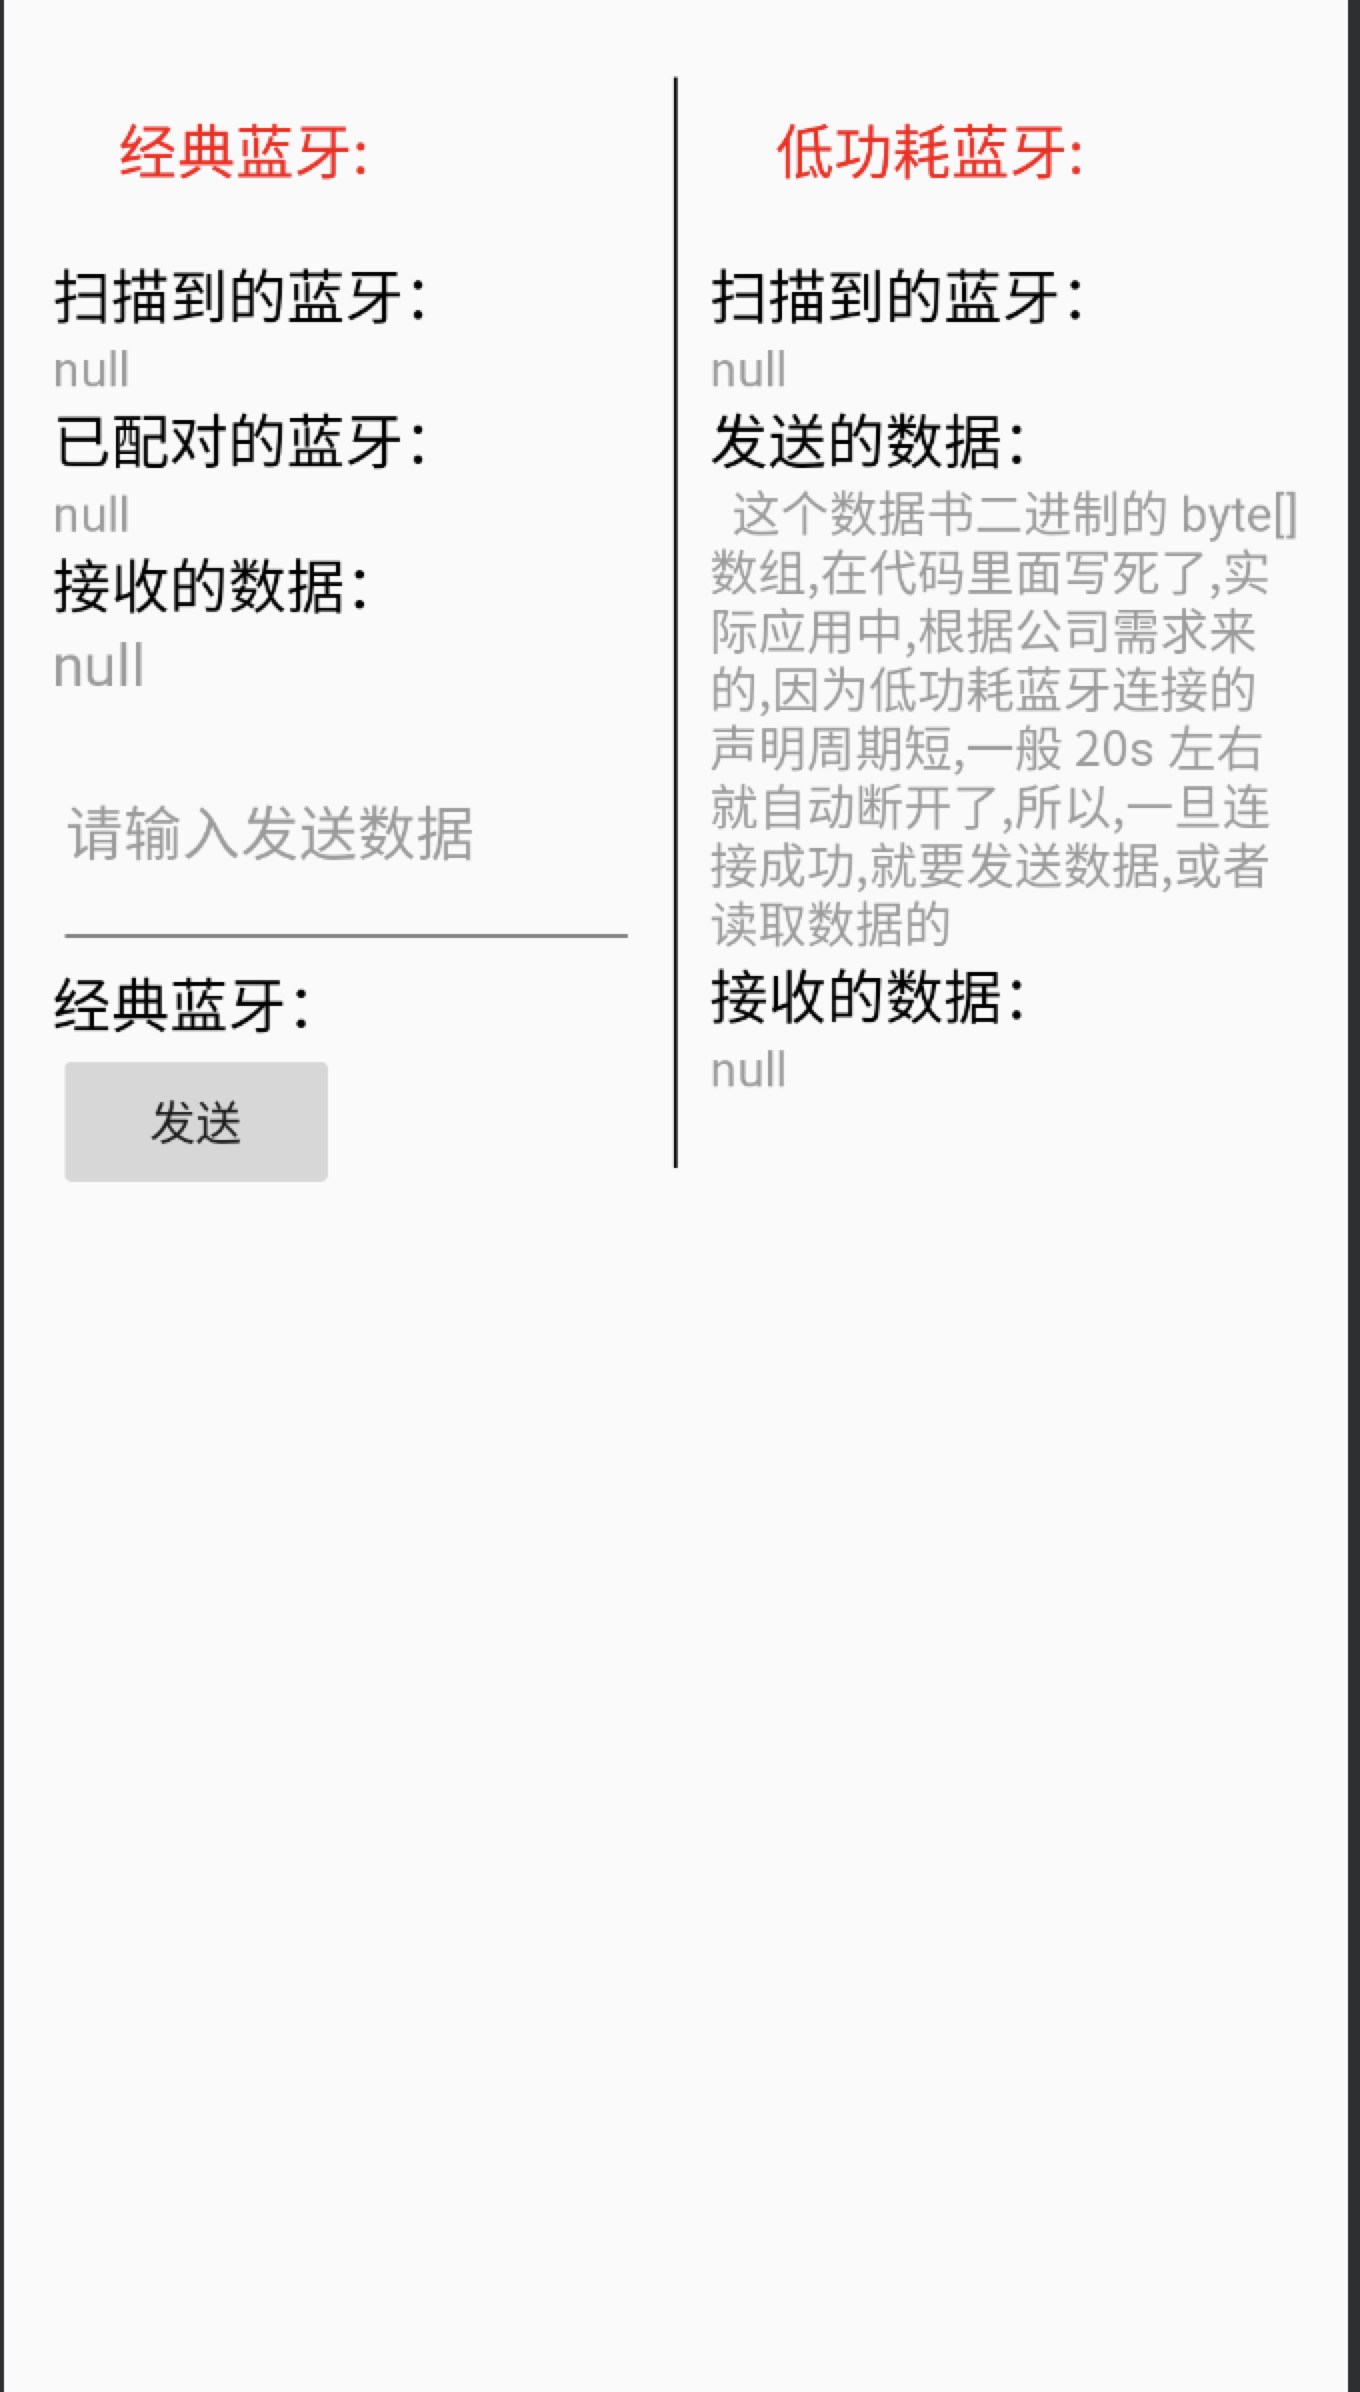 经典蓝牙:
扫描到的蓝牙：
null
已配对的蓝牙：
null
接收的数据：
null
请输入发送数据
经典蓝牙：
发送
低功耗蓝牙:
扫描到的蓝牙：
null
发送的数据：
这个数据书二进制的 byte[]
数组,在代码里面写死了,实
际应用中,根据公司需求来
的,因为低功耗蓝牙连接的
声明周期短,一般 20s 左右
就自动断开了,所以,一旦连
接成功,就要发送数据,或者
读取数据的
接收的数据：
null